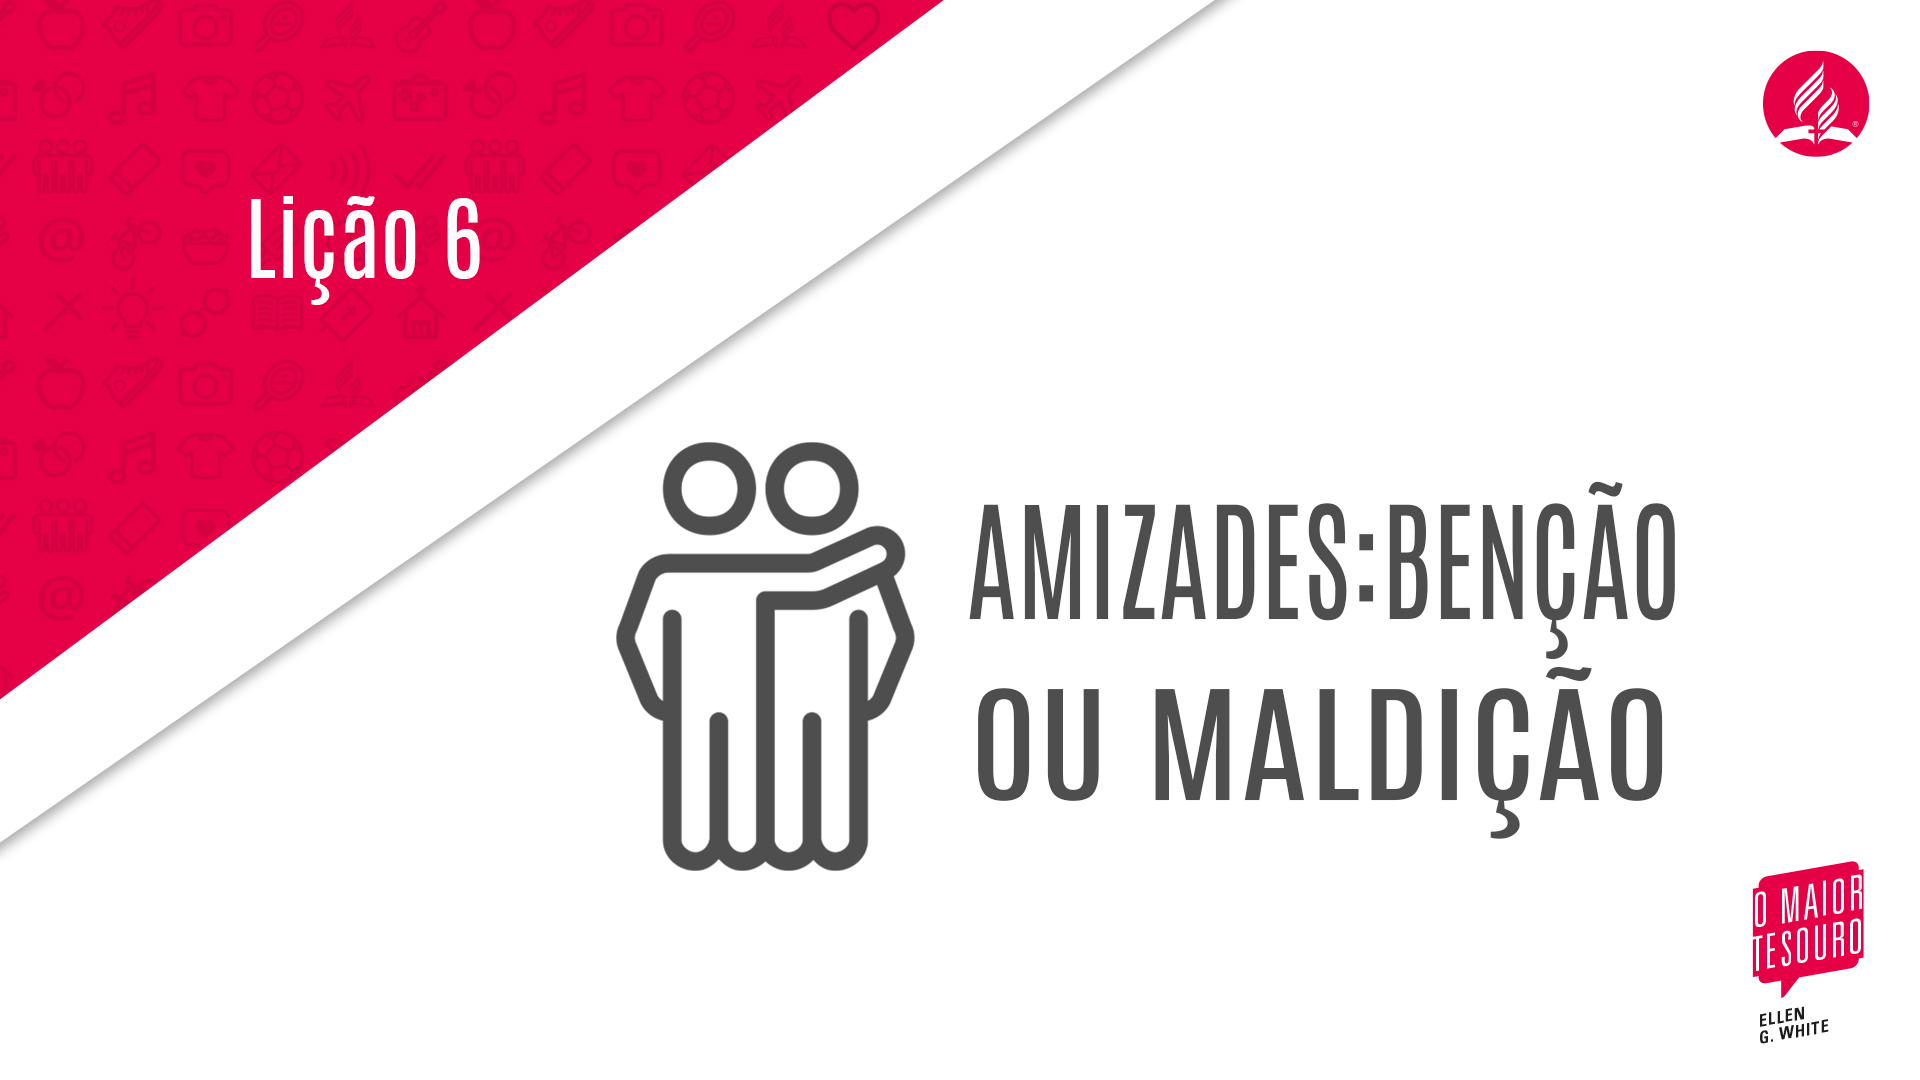 Lição 6
AMIZADES:BENÇÃO
OU MALDIÇÃO
O MAIOR
TESOURO
ELLEN
G. WHITE